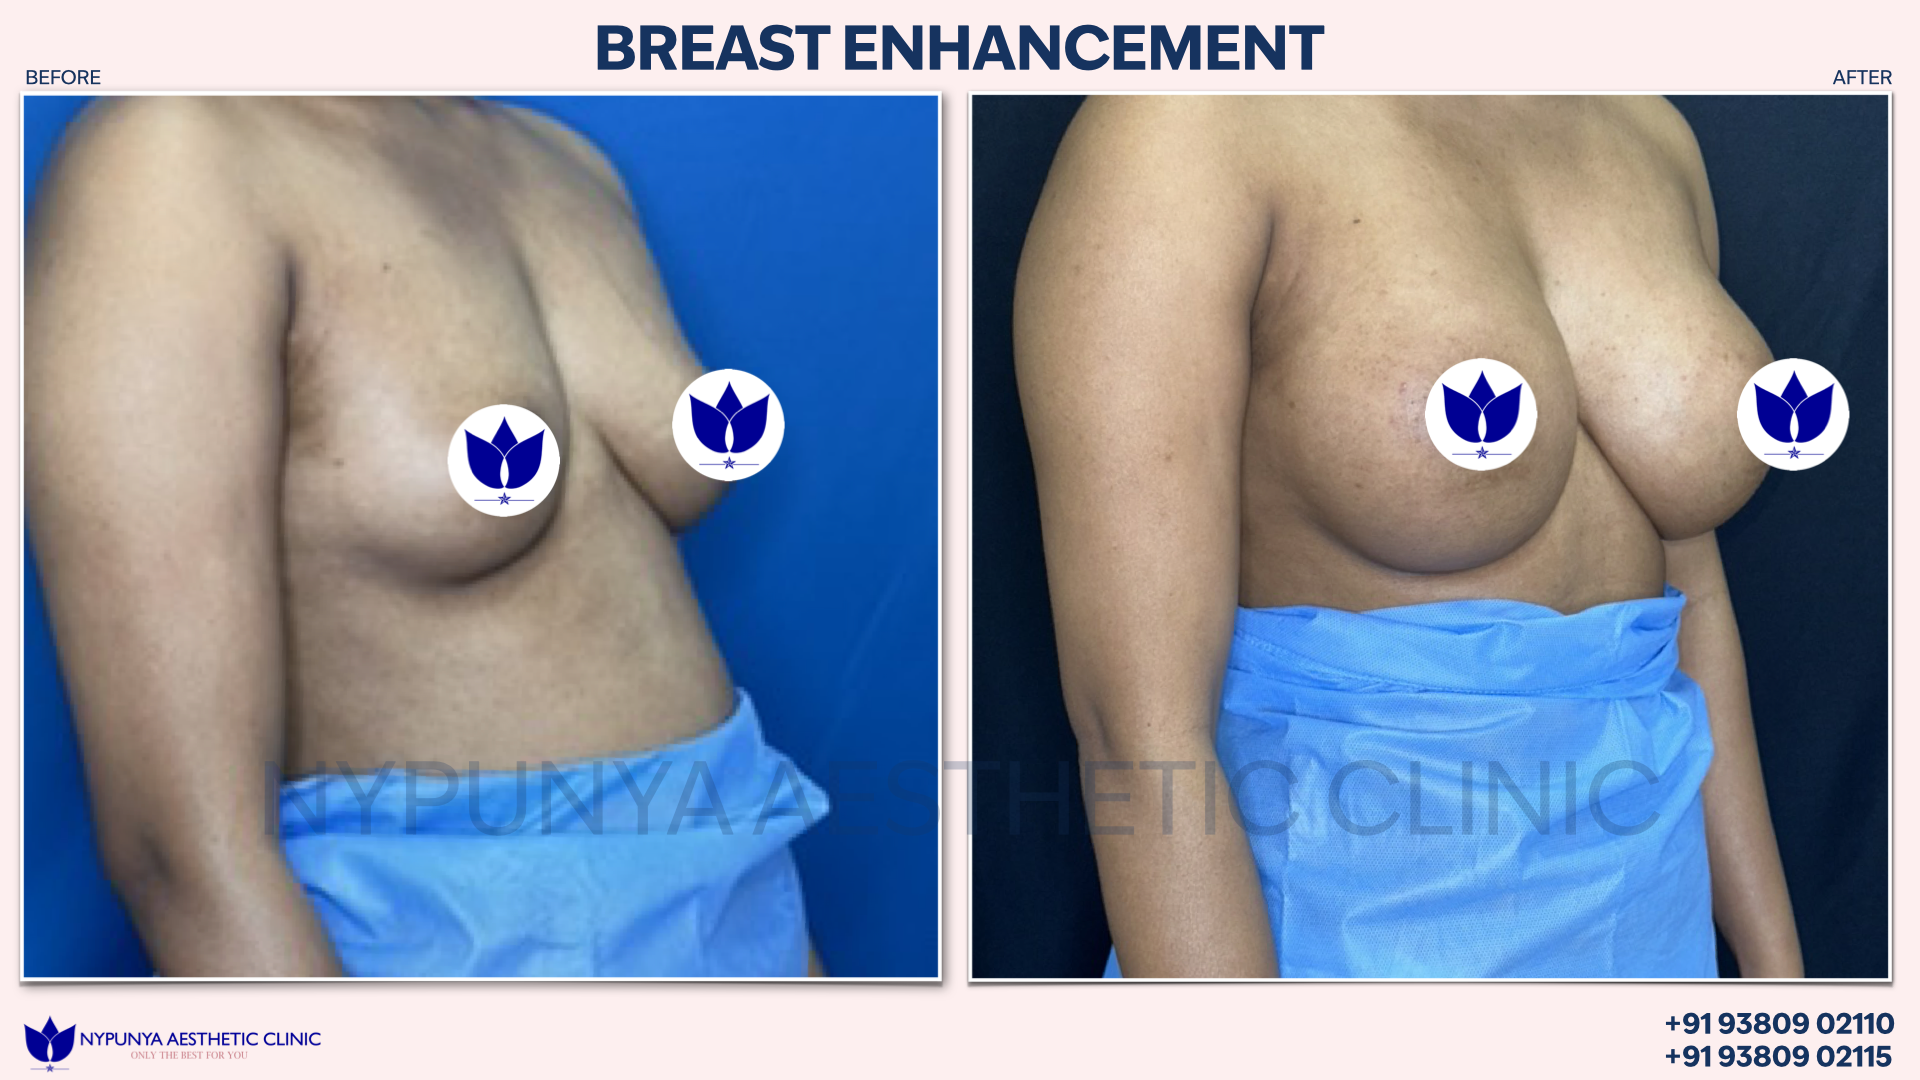 BREAST ENHANCEMENT
BEFORE
AFTER
NYPUNYA AESTHETIC CLINIC
NYPUNYA AESTHETIC CLINIC
ONLY THE BEST FOR YOU
+91 93809 02110
+91 93809 02115